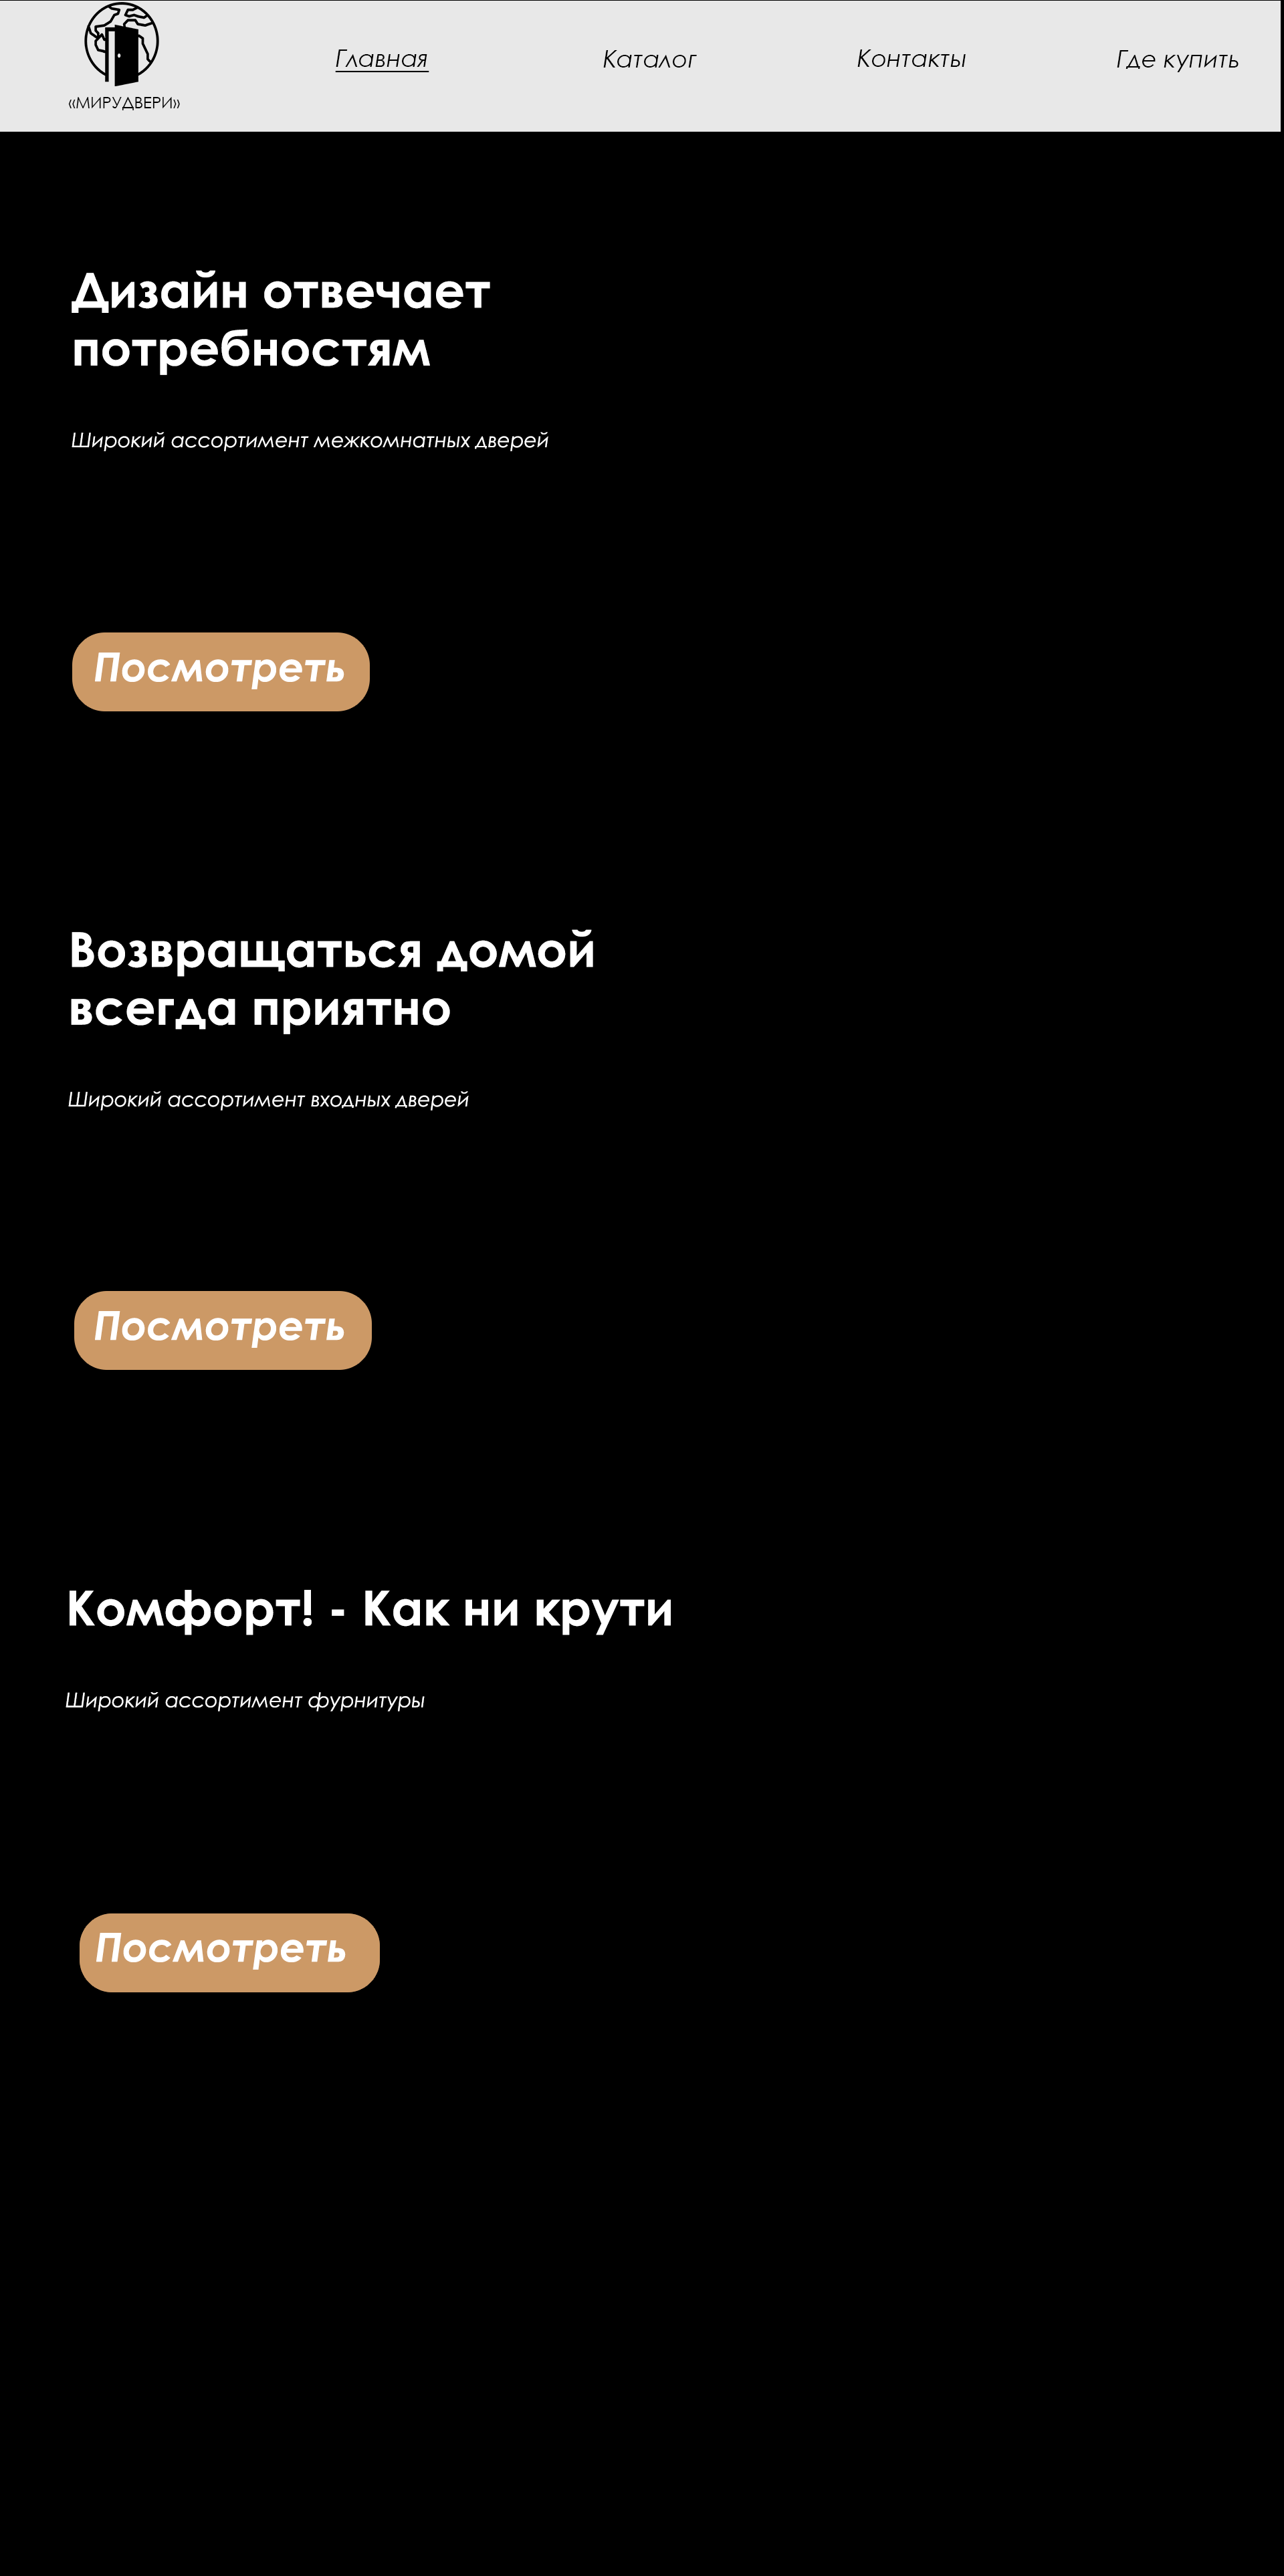 «МИРУДВЕРИ»
Главная
Каталог
Контакты
Где купить
Дизайн отвечает
потребностям
Широкий ассортимент межкомнатных дверей
Посмотреть
Возвращаться домой
всегда приятно
Широкий ассортимент входных дверей
Посмотреть
Комфорт! - Как ни крути
Широкий ассортимент фурнитуры
Посмотреть